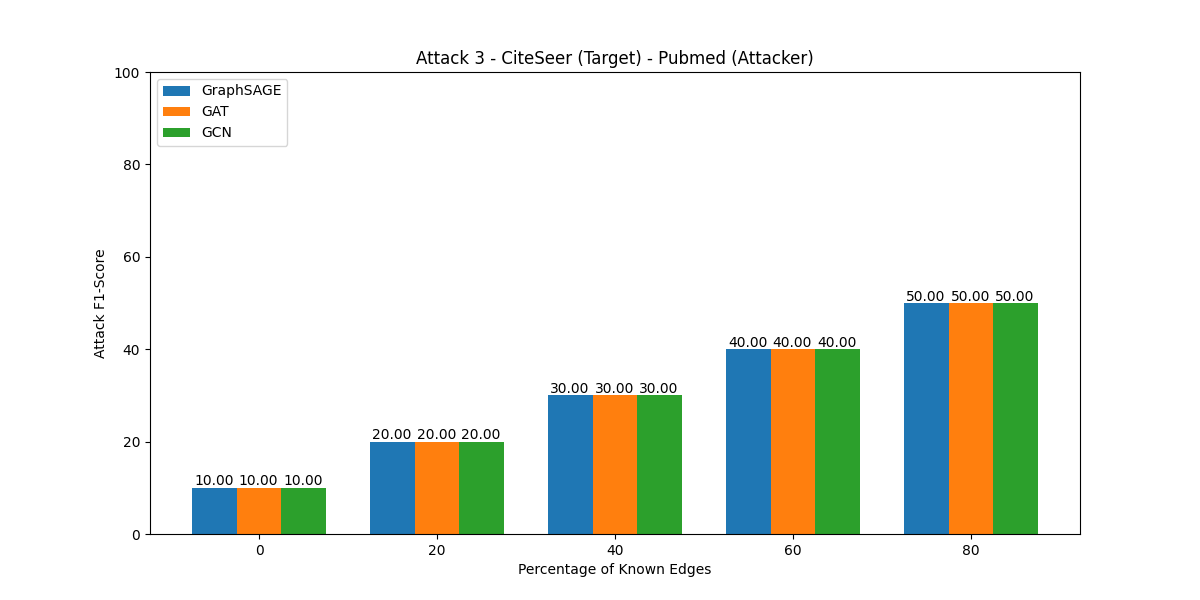 Attack 3 - CiteSeer (Target) - Pubmed (Attacker)
100
80
60
40
20
0
Attack F1-Score
GraphSAGE
GAT
GCN
10.00 10.00 10.00
20.00 20.00 20.00
30.00 30.00 30.00
40.00 40.00 40.00
50.00 50.00 50.00
0 20 40 60 80
Percentage of Known Edges